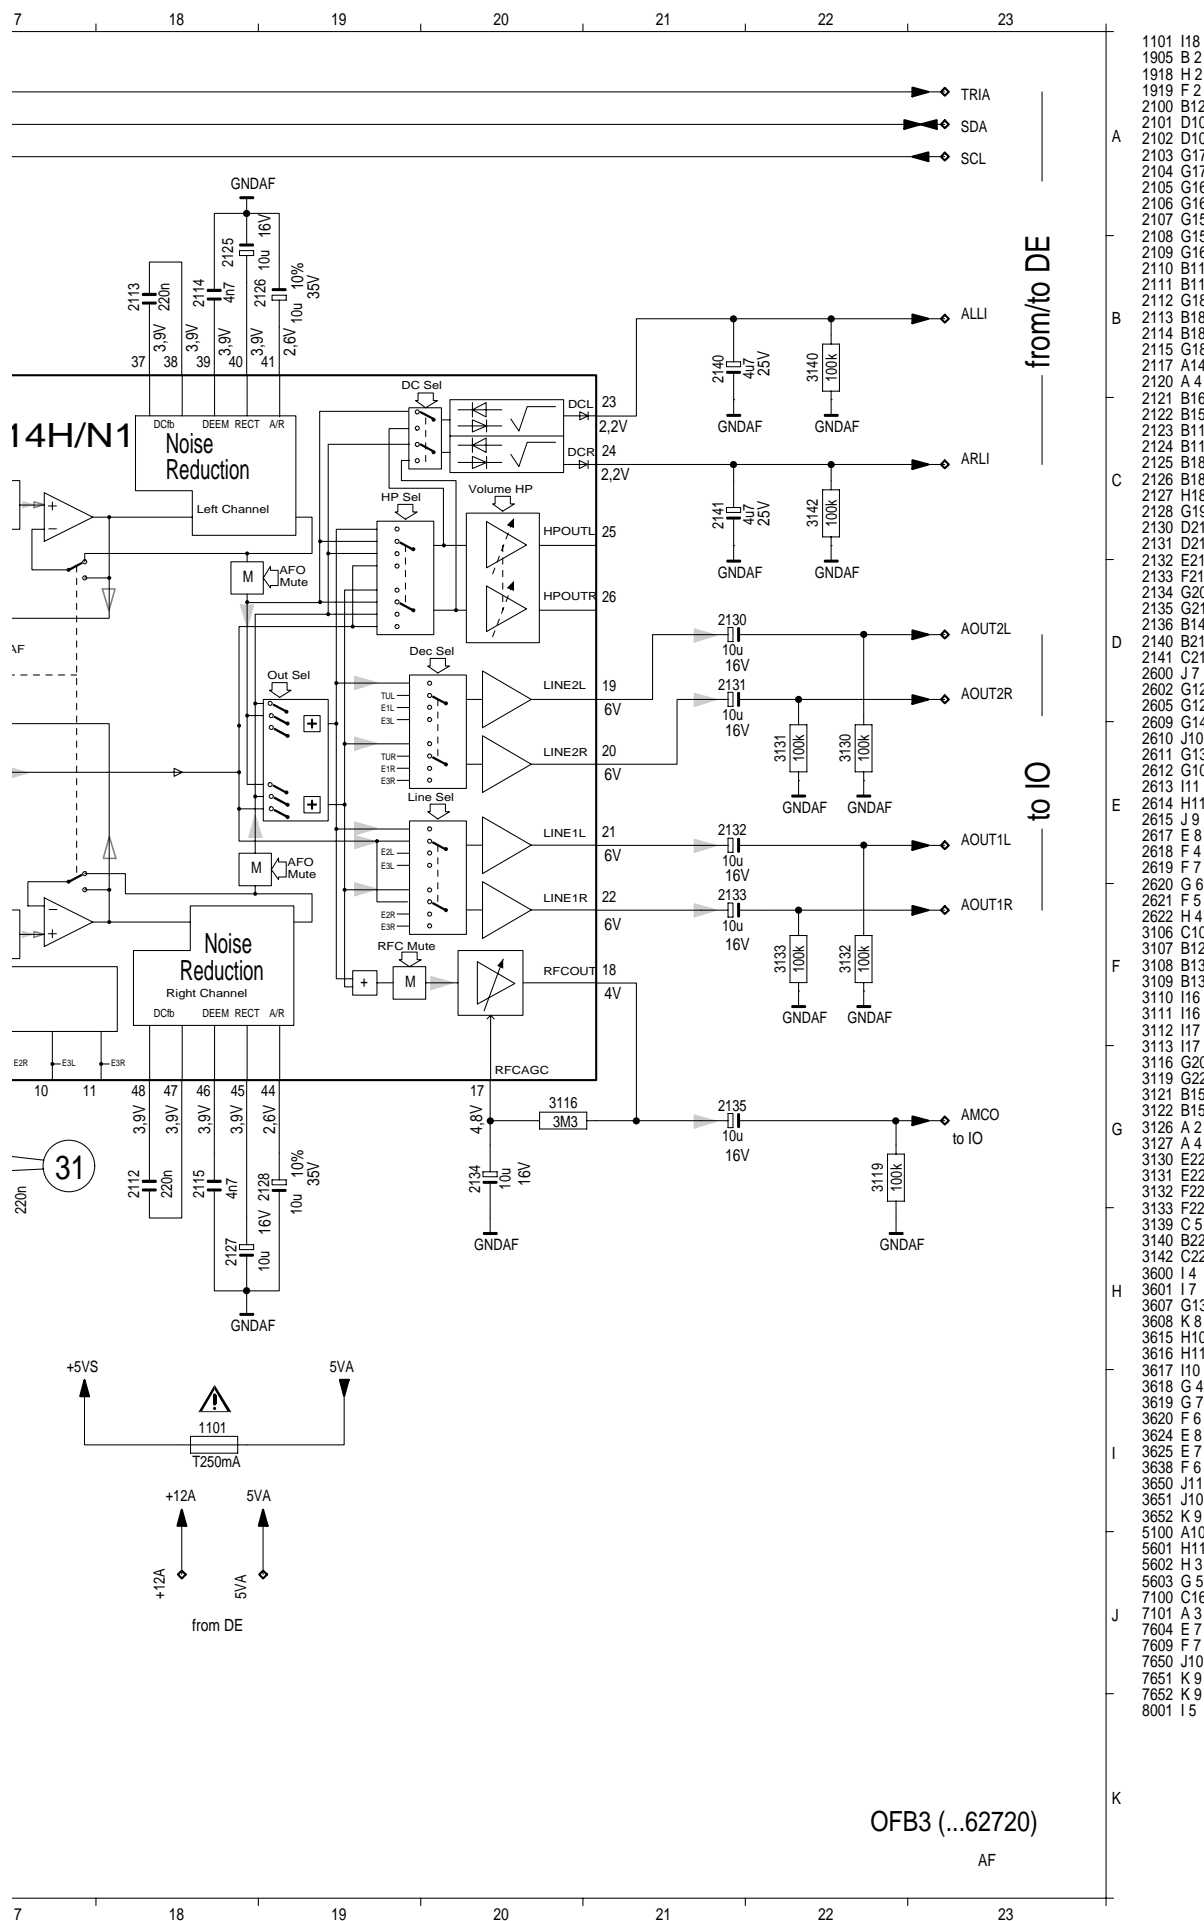 7 18 19 20 21 22 23
TRIA
SDA
SCL
GNDAF
2113 220n
2114 4n7
2125 10u 16V
2126 10u 10% 35V
3,9V 3,9V 3,9V 3,9V 2,6V
37 38 39 40 41
from/to DE
ALLI
2140 4u7 25V
3140 100k
GNDAF GNDAF
ARLI
2141 4u7 25V
3142 100k
GNDAF GNDAF
14H/N1
DCfb DEEM RECT A/R
Noise
Reduction
Left Channel
DC Sel
DCL 23
2,2V
DCR 24
2,2V
HP Sel
Volume HP
HPOUTL 25
HPOUTR 26
M
AFO
Mute
AF
Out Sel
+
+
Dec Sel
TUL
E1L
E3L
TUR
E1R
E3R
LINE2L 19
6V
LINE2R 20
6V
2130
10u
16V
AOUT2L
2131
10u
16V
AOUT2R
3131 100k
3130 100k
GNDAF GNDAF
to IO
Line Sel
E2L
E3L
E2R
E3R
LINE1L 21
6V
LINE1R 22
6V
2132
10u
16V
AOUT1L
2133
10u
16V
AOUT1R
3133 100k
3132 100k
GNDAF GNDAF
M
AFO
Mute
Noise
Reduction
Right Channel
DCfb DEEM RECT A/R
RFC Mute
+
M
RFCOUT 18
4V
RFCAGC
E2R E3L E3R
10 11 48 47 46 45 44 17
3,9V 3,9V 3,9V 3,9V 2,6V 4,8V
3116
3M3
2135
10u
16V
AMCO
to IO
3119 100k
GNDAF
31
220n
2112 220n
2115 4n7
2128 10u 10% 35V
2127 10u 16V
GNDAF
2134 10u 16V
GNDAF
+5VS 5VA
1101
T250mA
+12A 5VA
+12A 5VA
from DE
OFB3 (...62720)
AF
7 18 19 20 21 22 23
A
B
C
D
E
F
G
H
I
J
K
1101 I18
1905 B 2
1918 H 2
1919 F 2
2100 B12
2101 D10
2102 D10
2103 G17
2104 G17
2105 G16
2106 G16
2107 G15
2108 G15
2109 G16
2110 B11
2111 B11
2112 G18
2113 B18
2114 B18
2115 G18
2117 A14
2120 A 4
2121 B16
2122 B15
2123 B11
2124 B11
2125 B18
2126 B18
2127 H18
2128 G19
2130 D21
2131 D21
2132 E21
2133 F21
2134 G20
2135 G21
2136 B14
2140 B21
2141 C21
2600 J 7
2602 G12
2605 G12
2609 G14
2610 J10
2611 G13
2612 G10
2613 I11
2614 H11
2615 J 9
2617 E 8
2618 F 4
2619 F 7
2620 G 6
2621 F 5
2622 H 4
3106 C10
3107 B12
3108 B13
3109 B13
3110 I16
3111 I16
3112 I17
3113 I17
3116 G20
3119 G22
3121 B15
3122 B15
3126 A 2
3127 A 4
3130 E22
3131 E22
3132 F22
3133 F22
3139 C 5
3140 B22
3142 C22
3600 I 4
3601 I 7
3607 G13
3608 K 8
3615 H10
3616 H11
3617 I10
3618 G 4
3619 G 7
3620 F 6
3624 E 8
3625 E 7
3638 F 6
3650 J11
3651 J10
3652 K 9
5100 A10
5601 H11
5602 H 3
5603 G 5
7100 C16
7101 A 3
7604 E 7
7609 F 7
7650 J10
7651 K 9
7652 K 9
8001 I 5